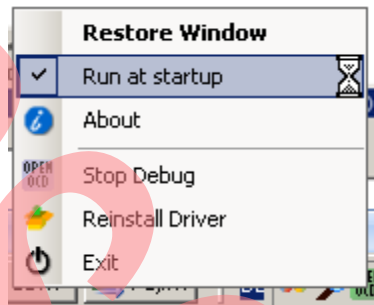 Restore Window
Run at startup
About
OPEN
OCD
Stop Debug
Reinstall Driver
Exit